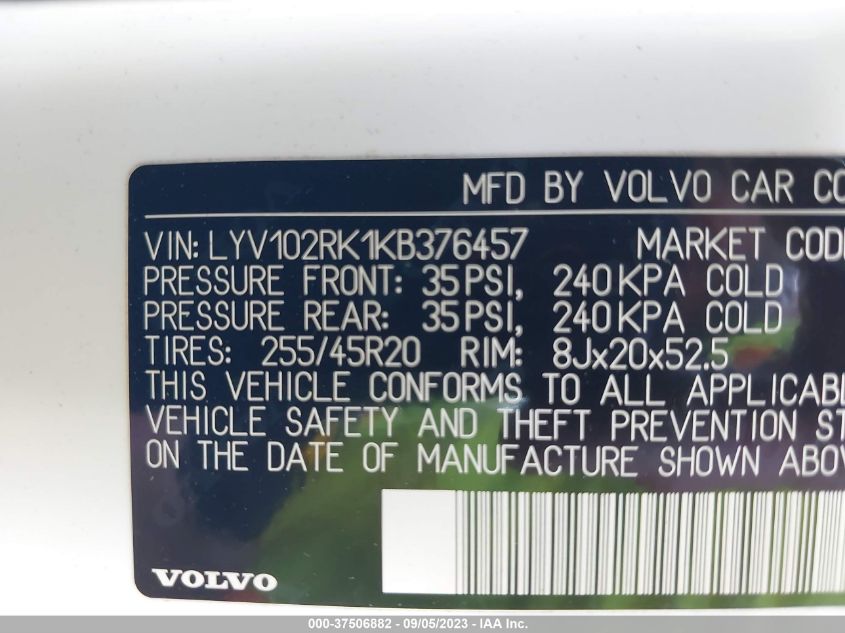 MFD BY VOLVO CAR CO
VIN: LYV102RK1KB376457 MARKET CODE
PRESSURE FRONT: 35PSI, 240KPA COLD
PRESSURE REAR: 35PSI, 240KPA COLD
TIRES: 255/45R20 RIM: 8Jx20x52.5
THIS VEHICLE CONFORMS TO ALL APPLICABL
VEHICLE SAFETY AND THEFT PREVENTION ST
ON THE DATE OF MANUFACTURE SHOWN ABOV
VOLVO
000-37506882 - 09/05/2023 - IAA Inc.